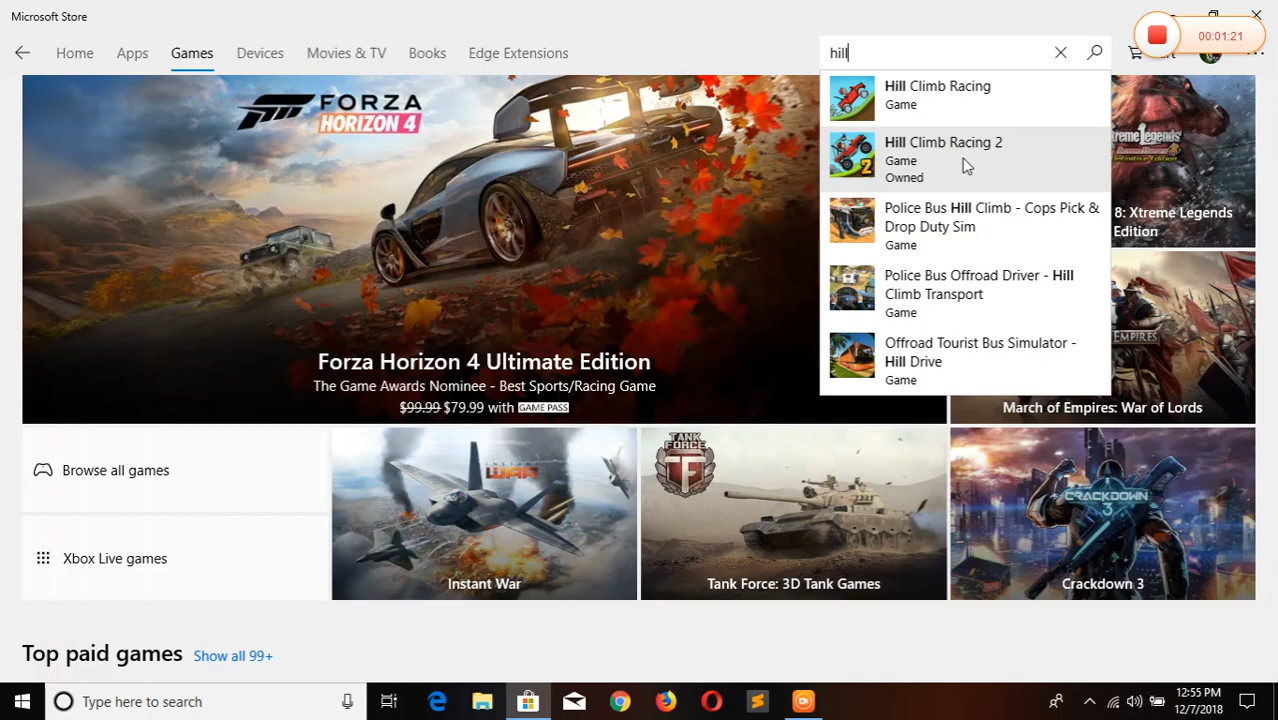 Microsoft Store
00:01:21
Home
Apps
Games
Devices
Movies & TV
Books
Edge Extensions
hill
Hill Climb Racing
Game
Hill Climb Racing 2
Game
Owned
Police Bus Hill Climb - Cops Pick &
Drop Duty Sim
Game
Police Bus Offroad Driver - Hill
Climb Transport
Game
Offroad Tourist Bus Simulator -
Hill Drive
Game
FORZA
HORIZON 4
Forza Horizon 4 Ultimate Edition
The Game Awards Nominee - Best Sports/Racing Game
$99.99 $79.99 with GAME PASS
8: Xtreme Legends
Edition
March of Empires: War of Lords
Browse all games
Xbox Live games
INSTANT
WAR
Instant War
TANK
FORCE
Tank Force: 3D Tank Games
CRACKDOWN
3
Crackdown 3
Top paid games
Show all 99+
Type here to search
12:55 PM
12/7/2018